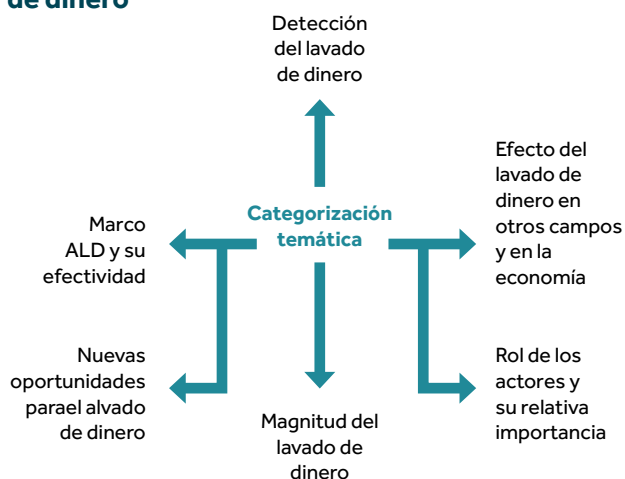 de dinero
Detección
del lavado
de dinero
Efecto del
lavado de
dinero en
otros campos
y en la
economía
Categorización
temática
Marco
ALD y su
efectividad
Nuevas
oportunidades
parael alvado
de dinero
Magnitud del
lavado de
dinero
Rol de los
actores y
su relativa
importancia